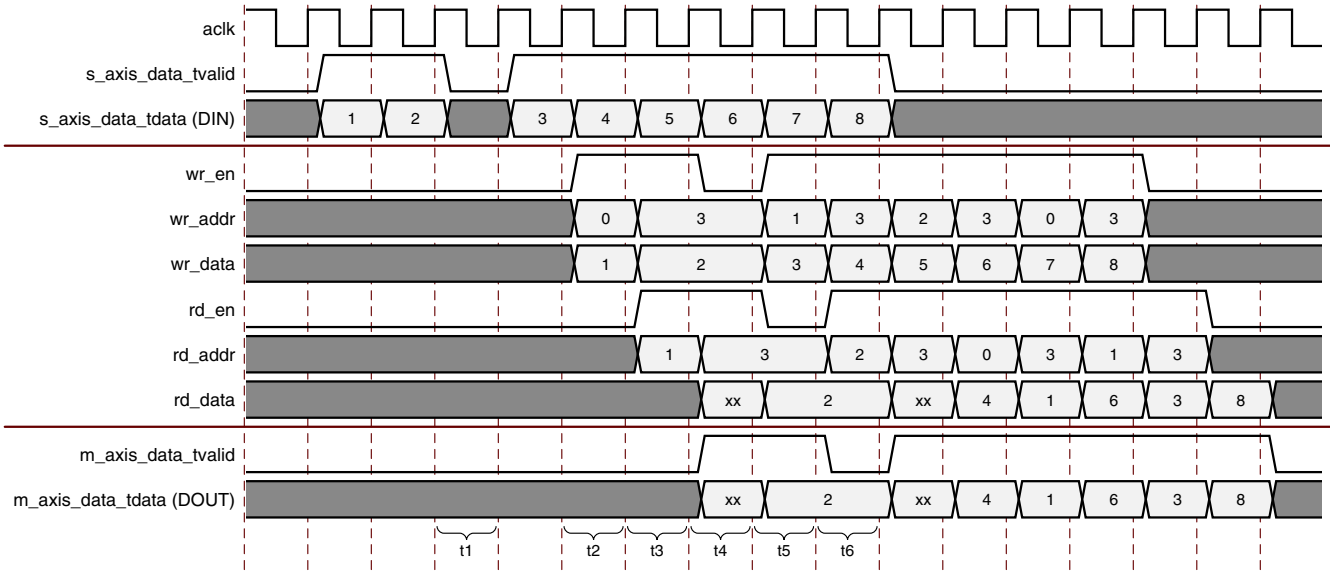 aclk
s_axis_data_tvalid
s_axis_data_tdata (DIN) 1 2 3 4 5 6 7 8
wr_en
wr_addr 0 3 1 3 2 3 0 3
wr_data 1 2 3 4 5 6 7 8
rd_en
rd_addr 1 3 2 3 0 3 1 3
rd_data xx 2 xx 4 1 6 3 8
m_axis_data_tvalid
m_axis_data_tdata (DOUT) xx 2 xx 4 1 6 3 8
t1 t2 t3 t4 t5 t6